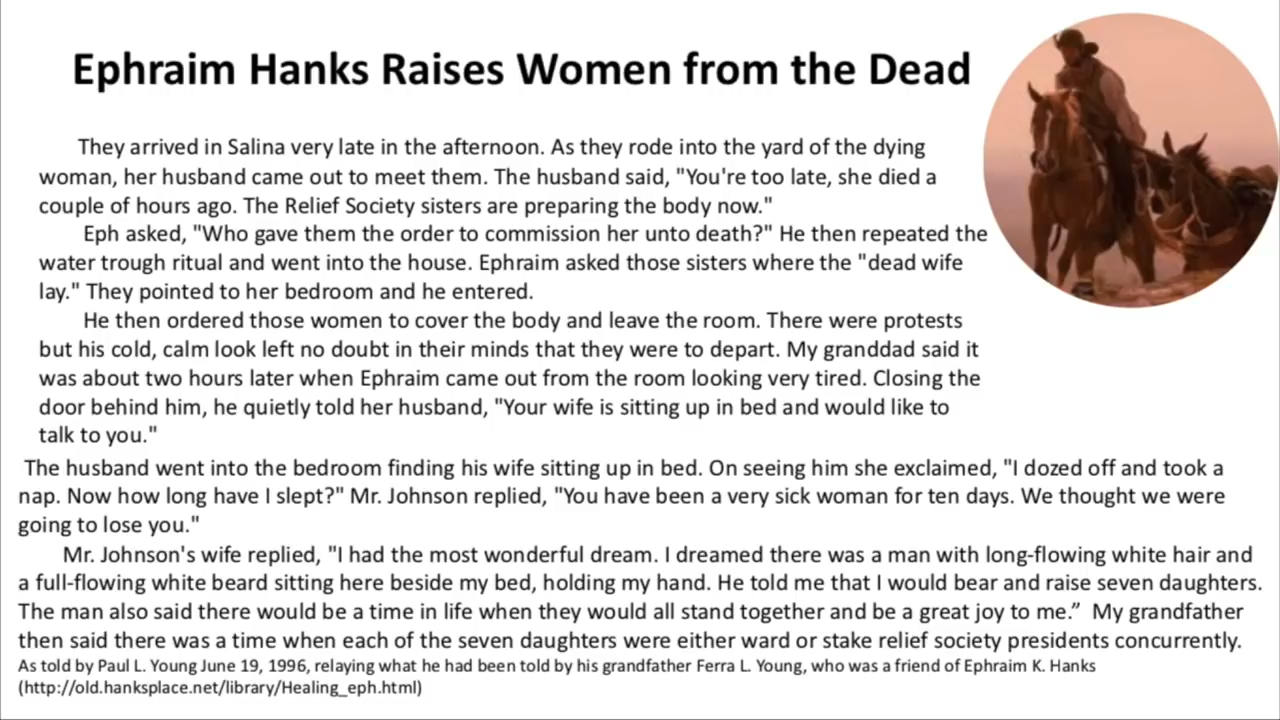 Ephraim Hanks Raises Women from the Dead
They arrived in Salina very late in the afternoon. As they rode into the yard of the dying
woman, her husband came out to meet them. The husband said, "You're too late, she died a
couple of hours ago. The Relief Society sisters are preparing the body now."
Eph asked, "Who gave them the order to commission her unto death?" He then repeated the
water trough ritual and went into the house. Ephraim asked those sisters where the "dead wife
lay." They pointed to her bedroom and he entered.
He then ordered those women to cover the body and leave the room. There were protests
but his cold, calm look left no doubt in their minds that they were to depart. My granddad said it
was about two hours later when Ephraim came out from the room looking very tired. Closing the
door behind him, he quietly told her husband, "Your wife is sitting up in bed and would like to
talk to you."
The husband went into the bedroom finding his wife sitting up in bed. On seeing him she exclaimed, "I dozed off and took a
nap. Now how long have I slept?" Mr. Johnson replied, "You have been a very sick woman for ten days. We thought we were
going to lose you."
Mr. Johnson's wife replied, "I had the most wonderful dream. I dreamed there was a man with long-flowing white hair and
a full-flowing white beard sitting here beside my bed, holding my hand. He told me that I would bear and raise seven daughters.
The man also said there would be a time in life when they would all stand together and be a great joy to me.” My grandfather
then said there was a time when each of the seven daughters were either ward or stake relief society presidents concurrently.
As told by Paul L. Young June 19, 1996, relaying what he had been told by his grandfather Ferra L. Young, who was a friend of Ephraim K. Hanks
(http://old.hanksplace.net/library/Healing_eph.html)